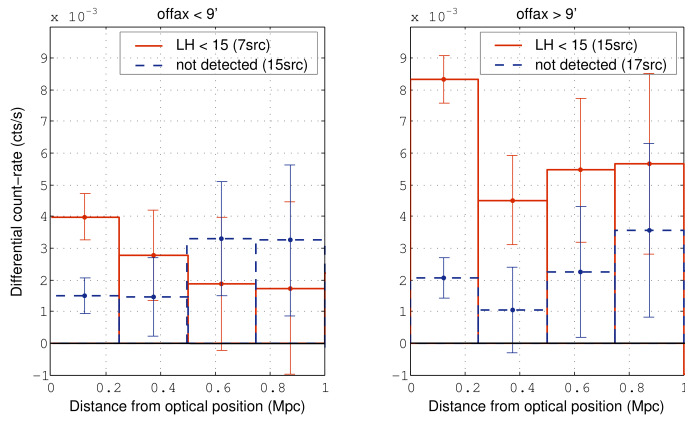 x 10⁻³ offax < 9'
LH < 15 (7src)
not detected (15src)
9
8
7
6
5
4
3
2
1
0
−1
0 0.2 0.4 0.6 0.8 1
Distance from optical position (Mpc)
Differential count−rate (cts/s)
x 10⁻³ offax > 9'
LH < 15 (15src)
not detected (17src)
9
8
7
6
5
4
3
2
1
0
−1
0 0.2 0.4 0.6 0.8 1
Distance from optical position (Mpc)